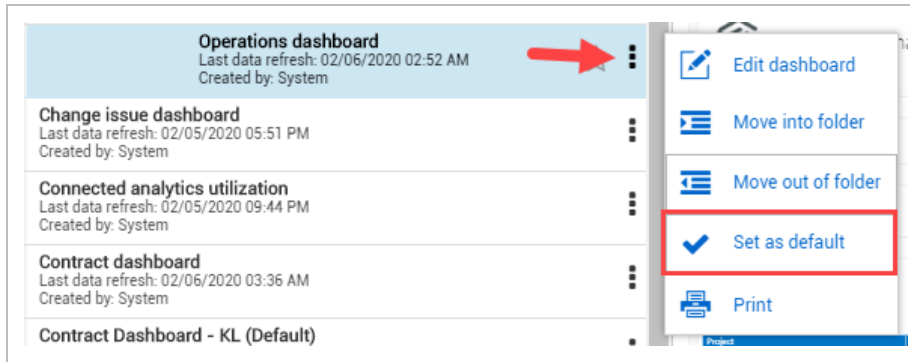 Operations dashboard
Last data refresh: 02/06/2020 02:52 AM
Created by: System
Change issue dashboard
Last data refresh: 02/05/2020 05:51 PM
Created by: System
Connected analytics utilization
Last data refresh: 02/05/2020 09:44 PM
Created by: System
Contract dashboard
Last data refresh: 02/06/2020 03:36 AM
Created by: System
Contract Dashboard - KL (Default)
Edit dashboard
Move into folder
Move out of folder
Set as default
Print
Project